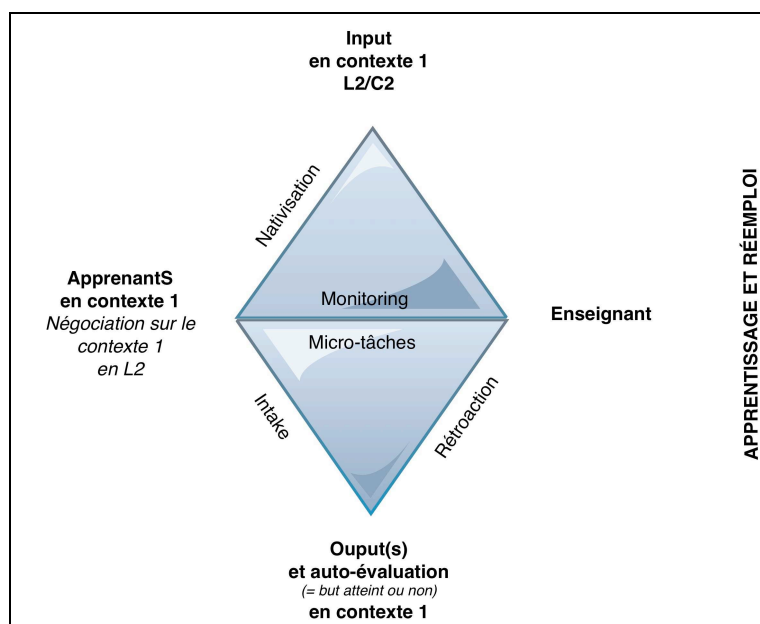 Input
en contexte 1
L2/C2
Nativisation
ApprenantS
en contexte 1
Négociation sur le
contexte 1
en L2
Monitoring
Micro-tâches
Enseignant
Intake
Rétroaction
Ouput(s)
et auto-évaluation
(= but atteint ou non)
en contexte 1
APPRENTISSAGE ET RÉEMPLOI